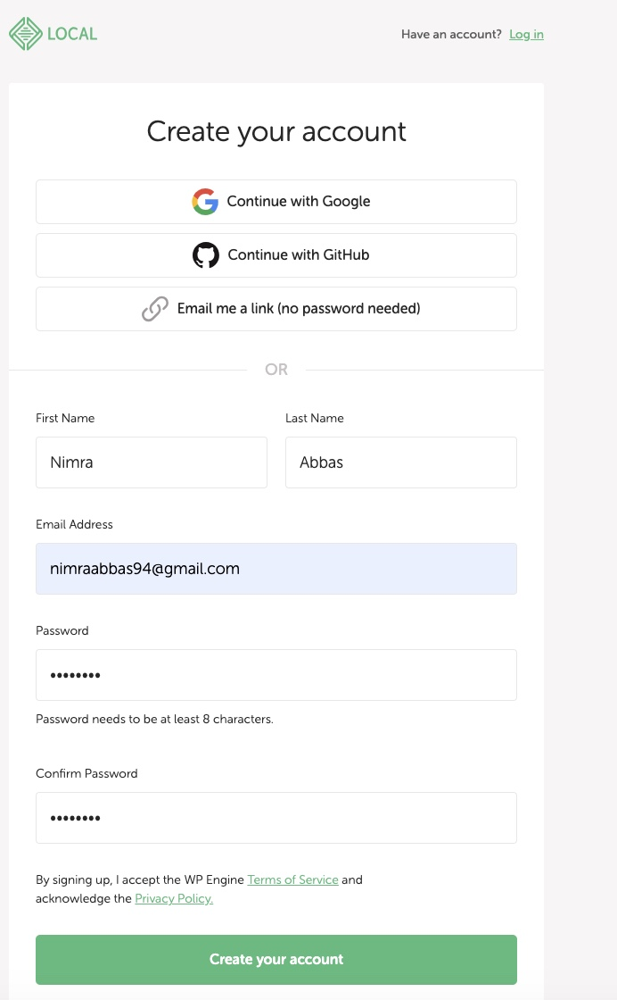 LOCAL
Have an account? Log in
Create your account
Continue with Google
Continue with GitHub
Email me a link (no password needed)
OR
First Name
Last Name
Nimra
Abbas
Email Address
nimraabbas94@gmail.com
Password
••••••••
Password needs to be at least 8 characters.
Confirm Password
••••••••
By signing up, I accept the WP Engine Terms of Service and
acknowledge the Privacy Policy.
Create your account